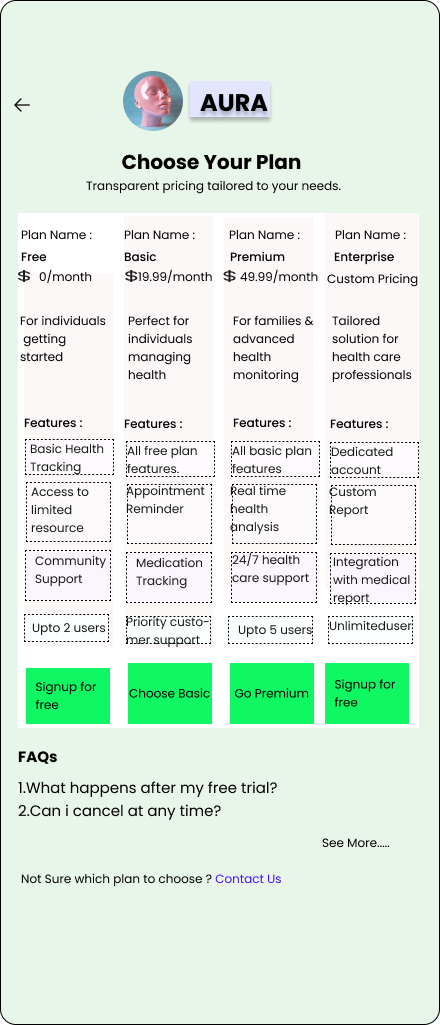 AURA
Choose Your Plan
Transparent pricing tailored to your needs.
Plan Name :
Free
$ 0/month
For individuals
getting
started
Features :
Basic Health
Tracking
Access to
limited
resource
Community
Support
Upto 2 users
Signup for
free
Plan Name :
Basic
$19.99/month
Perfect for
individuals
managing
health
Features :
All free plan
features.
Appointment
Reminder
Medication
Tracking
Priority custo-
mer support
Choose Basic
Plan Name :
Premium
$ 49.99/month
For families &
advanced
health
monitoring
Features :
All basic plan
features
Real time
health
analysis
24/7 health
care support
Upto 5 users
Go Premium
Plan Name :
Enterprise
Custom Pricing
Tailored
solution for
health care
professionals
Features :
Dedicated
account
Custom
Report
Integration
with medical
report
Unlimiteduser
Signup for
free
FAQs
1.What happens after my free trial?
2.Can i cancel at any time?
See More.....
Not Sure which plan to choose ? Contact Us